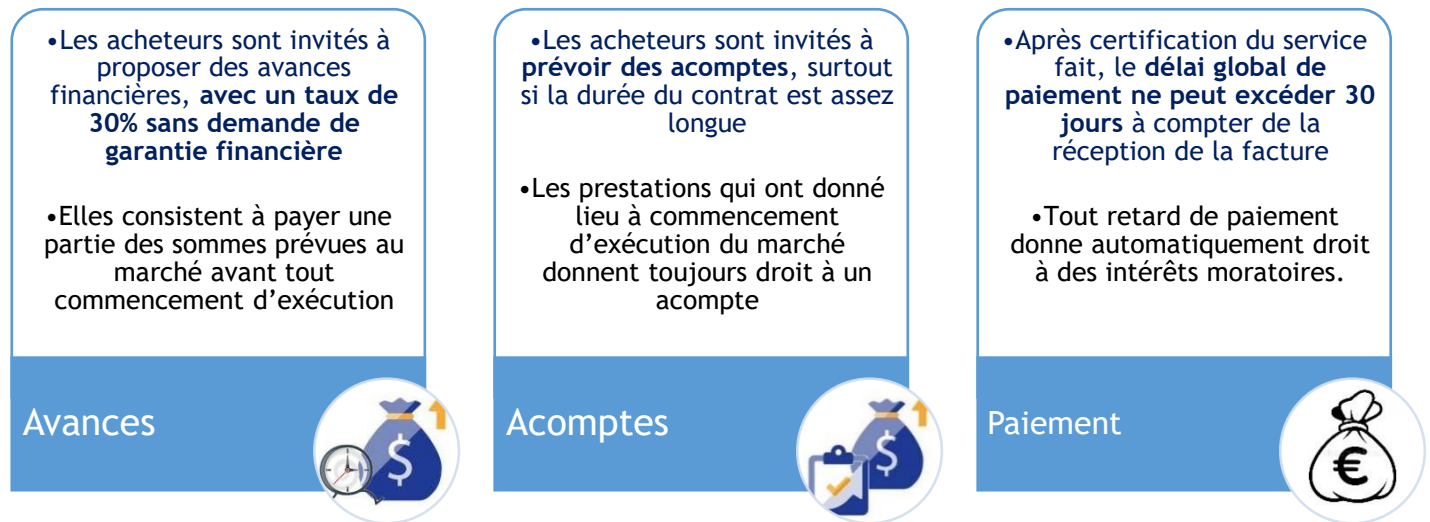 •Les acheteurs sont invités à
proposer des avances
financières, avec un taux de
30% sans demande de
garantie financière
•Elles consistent à payer une
partie des sommes prévues au
marché avant tout
commencement d’exécution
Avances
$
•Les acheteurs sont invités à
prévoir des acomptes, surtout
si la durée du contrat est assez
longue
•Les prestations qui ont donné
lieu à commencement
d’exécution du marché
donnent toujours droit à un
acompte
Acomptes
$
•Après certification du service
fait, le délai global de
paiement ne peut excéder 30
jours à compter de la
réception de la facture
•Tout retard de paiement
donne automatiquement droit
à des intérêts moratoires.
Paiement
€